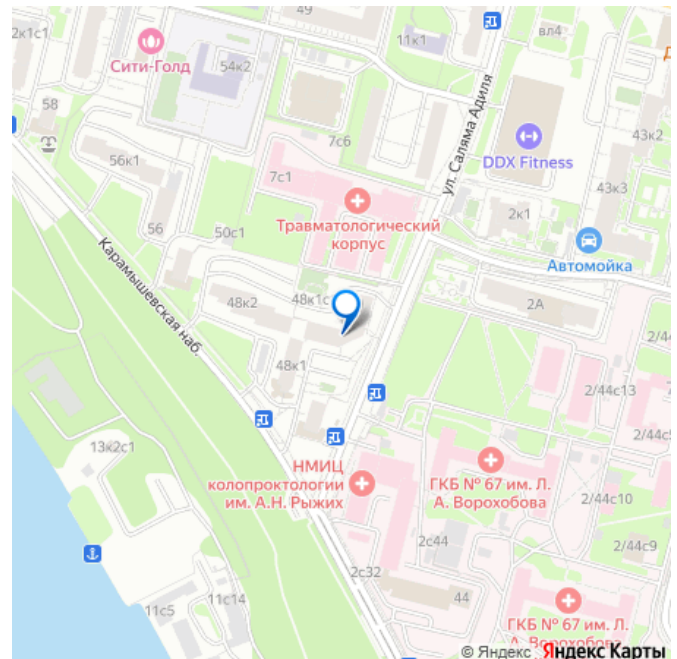 2к1с1
11к1
вл4
Сити-Голд
54к2
ул. Саляма Адиля
58
7с6
DDX Fitness
43к2
56к1
7с1
43к3
Травматологический
корпус
2к1
56
50с1
Автомойка
Карамышевская наб.
48к2
48к1с
2А
2/4
48к1
2/44с13
2/44с
13к2с1
НМИЦ
колопроктологии
им. А.Н. Рыжих
ГКБ № 67 им. Л.
А. Ворохобова
2/44с10
2с44
2/44с9
2с32
44
11с5
11с14
ГКБ № 67 им. Л.
А. Ворохобова
© Яндекс
Яндекс Карты